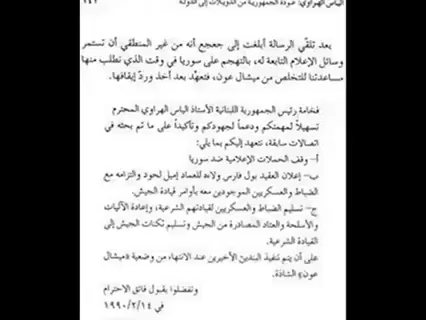 الياس الهراوي: عودة الجمهورية من الدويلات إلى الدولة ٢٤٢
بعد تلقّي الرسالة أبلغت إلى جعجع أنه من غير المنطقي أن تستمر
وسائل الإعلام التابعة له، بالتهجم على سوريا في وقت الذي نطلب منها
مساعدتنا للتخلص من ميشال عون، فتعهّد بعد أخذ وردّ إيقافها.
فخامة رئيس الجمهورية اللبنانية الأستاذ الياس الهراوي المحترم
تسهيلاً لمهمتكم ودعماً لجهودكم وتأكيداً على ما تم بحثه في
اتصالات سابقة، نتعهد إليكم بما يلي:
أ- وقف الحملات الإعلامية ضد سوريا
ب- إعلان العقيد بول فارس ولاءه للعماد إميل لحود والتزامه مع
الضباط والعسكريين الموجودين معه بأوامر قيادة الجيش.
ج- تسليم الضباط والعسكريين لقيادتهم الشرعية، وإعادة الآليات
والأسلحة والعتاد المصادرة من الجيش وتسليم ثكنات الجيش إلى
القيادة الشرعية.
على أن يتم تنفيذ البندين الأخيرين عند الانتهاء من وضعية «ميشال
عون» الشاذة.
وتفضلوا بقبول فائق الاحترام
في ١٩٩٠/٢/١٤